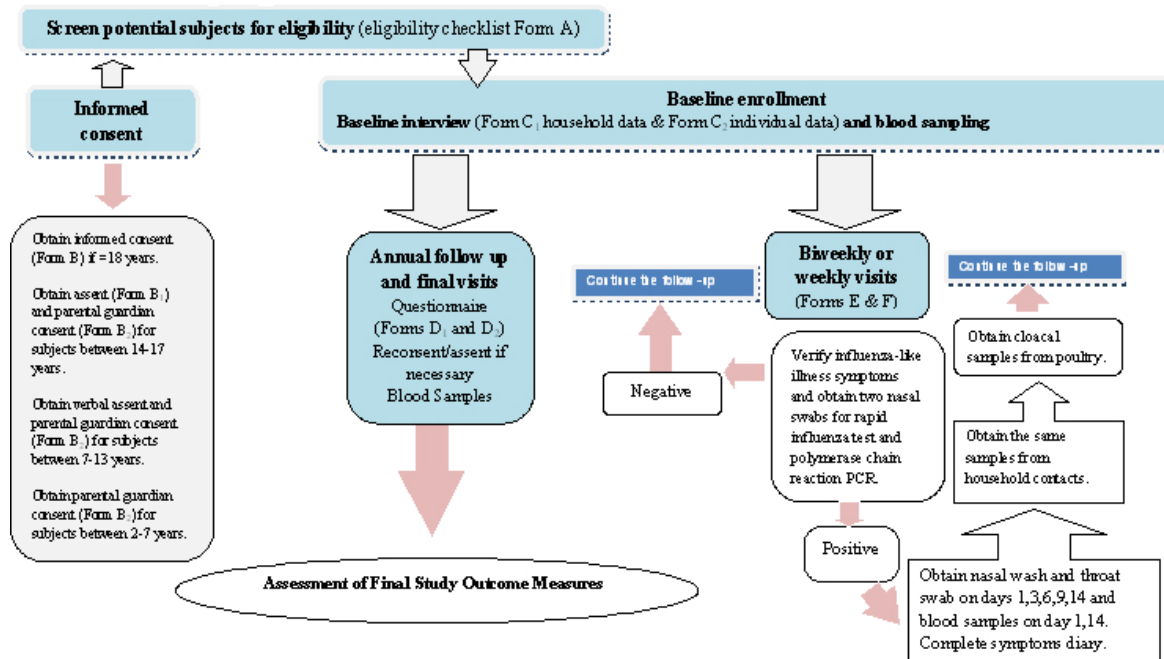 Screen potential subjects for eligibility (eligibility checklist Form A)
Informed
consent
Baseline enrollment
Baseline interview (Form C₁ household data & Form C₂ individual data) and blood sampling
Obtain informed consent
(Form B) if =18 years.
Obtain assent (Form B₁)
and parental guardian
consent (Form B₂) for
subjects between 14-17
years.
Obtain verbal assent and
parental guardian consent
(Form B₂) for subjects
between 7-13 years.
Obtain parental guardian
consent (Form B₂) for
subjects between 2-7 years.
Annual follow up
and final visits
Questionnaire
(Forms D₁ and D₂)
Reconsent/assent if
necessary
Blood Samples
Assessment of Final Study Outcome Measures
Biweekly or
weekly visits
(Forms E & F)
Continue the follow-up
Negative
Verify influenza-like
illness symptoms
and obtain two nasal
swabs for rapid
influenza test and
polymerase chain
reaction PCR.
Positive
Continue the follow-up
Obtain cloacal
samples from poultry.
Obtain the same
samples from
household contacts.
Obtain nasal wash and throat
swab on days 1,3,6,9,14 and
blood samples on day 1,14.
Complete symptoms diary.